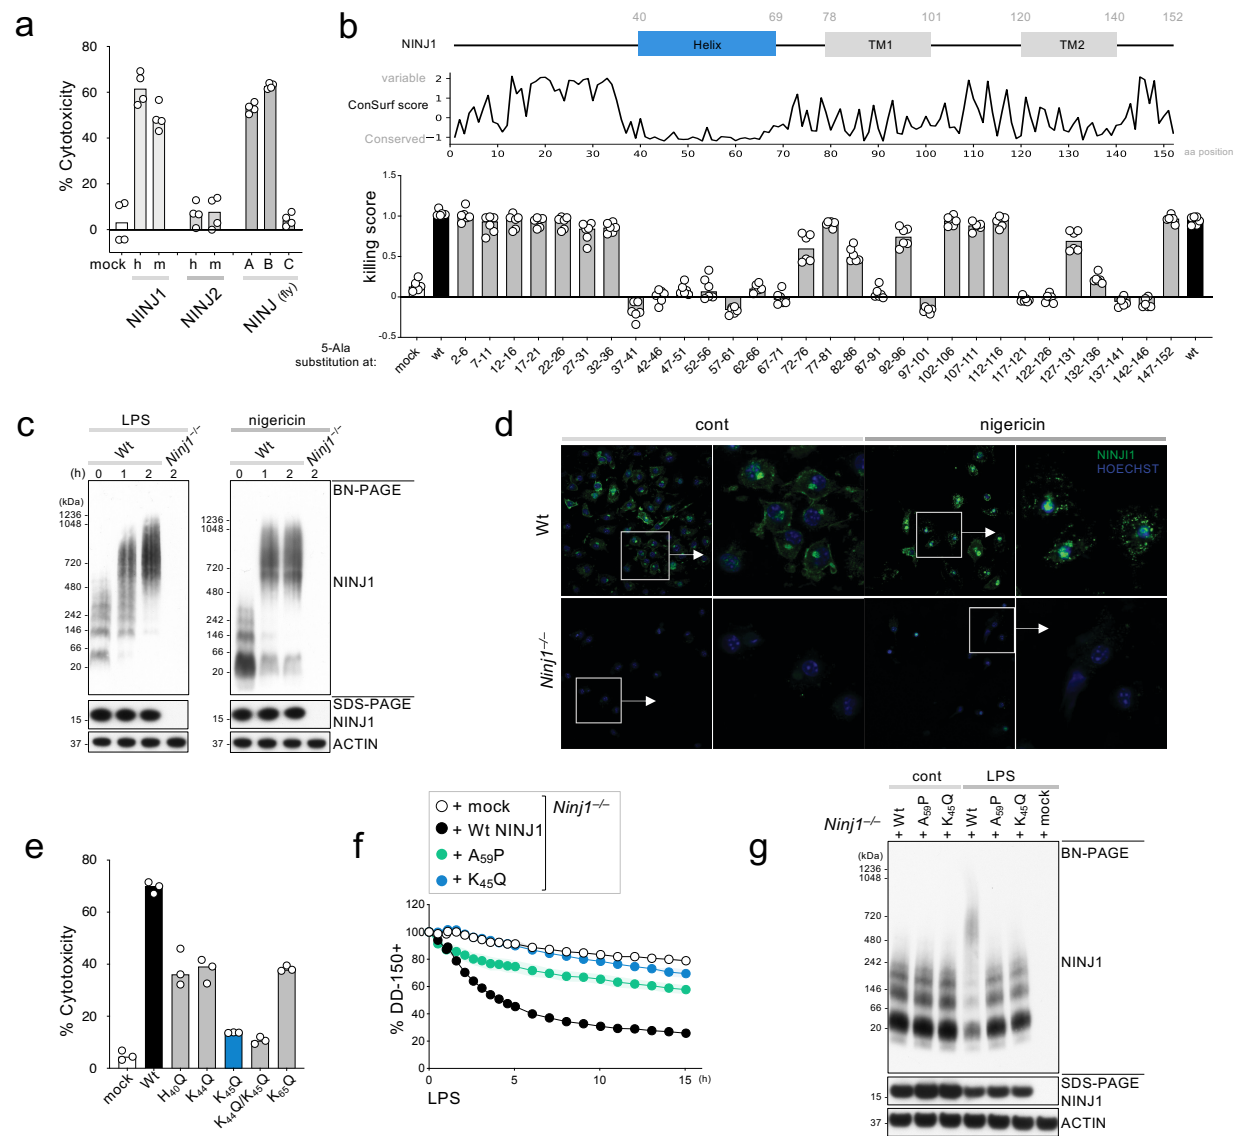 a
% Cytotoxicity
80
60
40
20
0
mock h m h m A B C
NINJ1 NINJ2 NINJ (fly)
b
40 69 78 101 120 152
NINJ1 Helix TM1 TM2
variable
ConSurf score
Conserved
2
1
0
−1
0 10 20 30 40 50 60 70 80 90 100 110 120 130 140 150 aa position
killing score
1.5
1.0
0.5
0
-0.5
5-Ala
substitution at:
mock wt 2-6 7-11 12-16 17-21 22-26 27-31 32-36 37-41 42-46 47-51 52-56 57-61 62-66 67-71 72-76 77-81 82-86 87-91 92-96 97-101 102-106 107-111 112-116 117-121 122-126 127-131 132-136 137-141 142-146 147-152 wt
c
LPS nigericin
Wt Ninj1−/− Wt Ninj1−/−
(h) 0 1 2 2 0 1 2 2
(kDa) (kDa) BN-PAGE
1236 1236
1048 1048
720 720
480 480 NINJ1
242 242
146 146
66 66
20 20
SDS-PAGE
15 15 NINJ1
37 37 ACTIN
d
cont nigericin
NINJI1
HOECHST
Wt
Ninj1−/−
e
% Cytotoxicity
80
60
40
20
0
mock Wt H40Q K44Q K45Q K44Q/K45Q K65Q
f
+ mock Ninj1−/−
+ Wt NINJ1
+ A59P
+ K45Q
% DD-150+
120
100
80
60
40
20
0
0 5 10 15 (h)
LPS
g
cont LPS
Ninj1−/− + Wt + A59P + K45Q + Wt + A59P + K45Q + mock
(kDa) BN-PAGE
1236
1048
720
480
242 NINJ1
146
66
20
SDS-PAGE
15 NINJ1
37 ACTIN